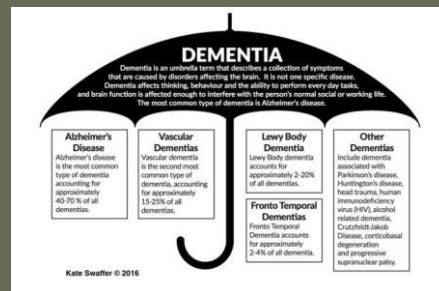 DEMENTIA
Dementia is an umbrella term that describes a collection of symptoms
that are caused by disorders affecting the brain. It is not one specific disease.
Dementia affects thinking, behaviour and the ability to perform every day tasks,
and brain function is affected enough to interfere with the person's normal social or working life.
The most common type of dementia is Alzheimer's disease.
Alzheimer's
Disease
Alzheimer's disease
is the most common
type of dementia
accounting for
approximately
40-70 % of all
dementias.
Vascular
Dementias
Vascular dementia
is the second most
common type of
dementia, accounting
for approximately
15-25% of all
dementias.
Lewy Body
Dementia
Lewy Body dementia
accounts for
approximately 2-20%
of all dementias.
Fronto Temporal
Dementias
Fronto Temporal
Dementia accounts
for approximately
2-4% of all dementia.
Other
Dementias
Include dementia
associated with
Parkinson's disease,
Huntington's disease,
head trauma, human
immunodeficiency
virus (HIV), alcohol
related dementia,
Crutzfeldt-Jakob
Disease, corticobasal
degeneration
and progressive
supranuclear palsy.
Kate Swaffer © 2016